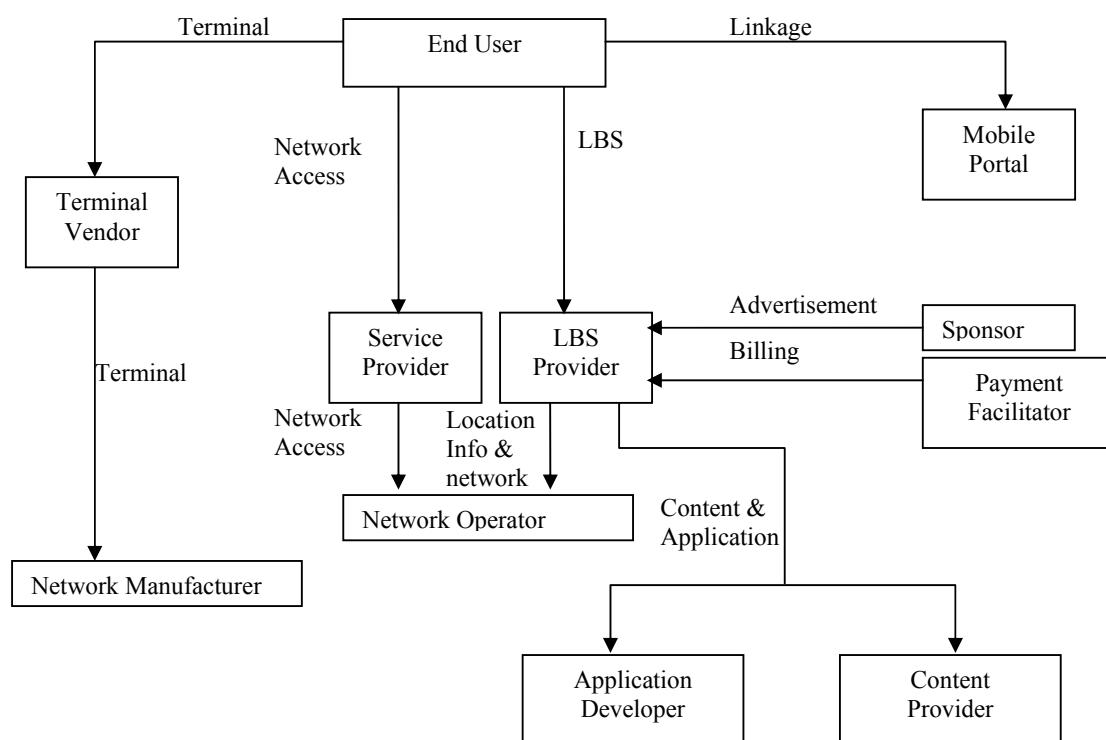 Terminal
End User
Linkage
Network
Access
LBS
Mobile
Portal
Terminal
Vendor
Service
Provider
LBS
Provider
Advertisement
Sponsor
Billing
Payment
Facilitator
Terminal
Network
Access
Location
Info &
network
Network Operator
Content &
Application
Network Manufacturer
Application
Developer
Content
Provider